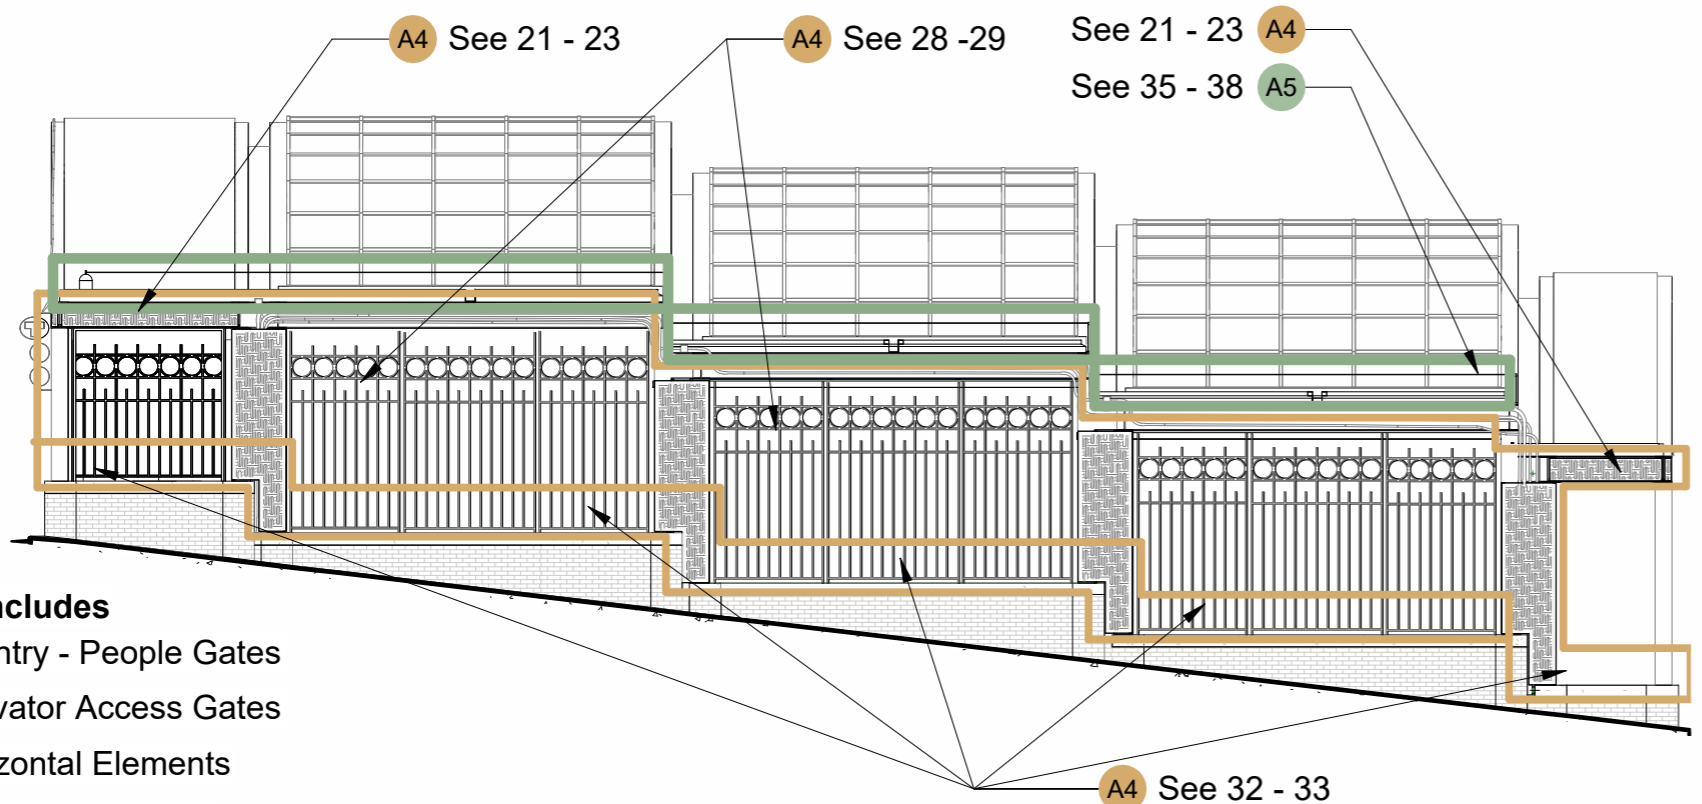 A4 See 21 - 23
A4 See 28 -29
See 21 - 23 A4
See 35 - 38 A5
ncludes
ntry - People Gates
vator Access Gates
zontal Elements
A4 See 32 - 33